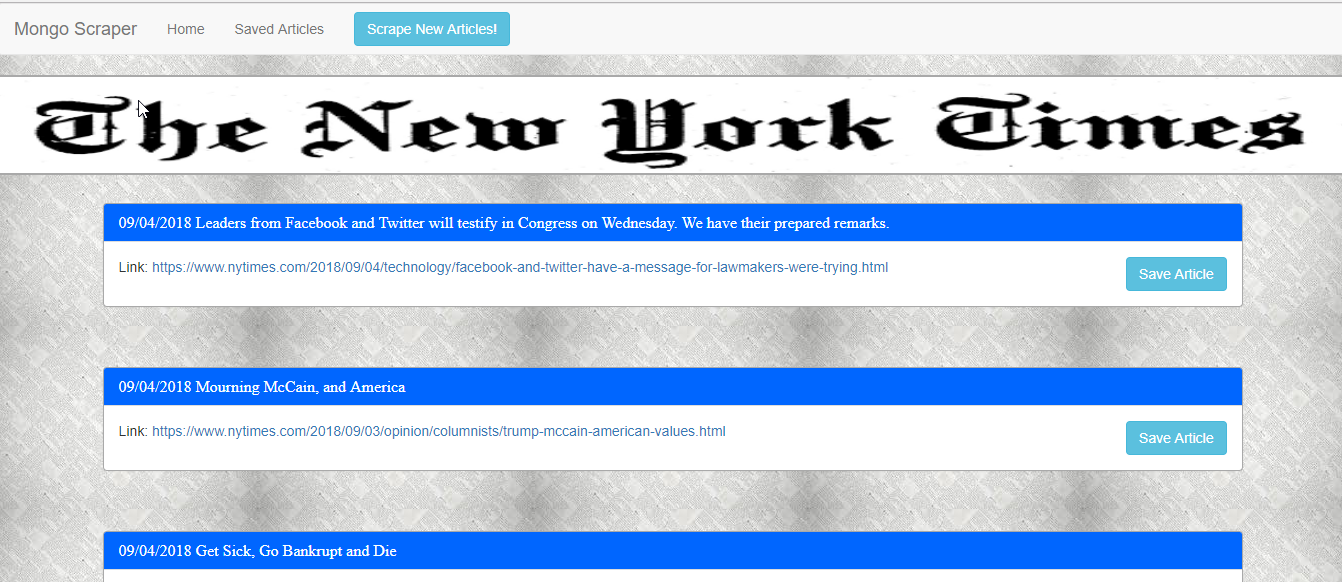 Mongo Scraper Home Saved Articles Scrape New Articles!
The New York Times
09/04/2018 Leaders from Facebook and Twitter will testify in Congress on Wednesday. We have their prepared remarks.
Link: https://www.nytimes.com/2018/09/04/technology/facebook-and-twitter-have-a-message-for-lawmakers-were-trying.html
Save Article
09/04/2018 Mourning McCain, and America
Link: https://www.nytimes.com/2018/09/03/opinion/columnists/trump-mccain-american-values.html
Save Article
09/04/2018 Get Sick, Go Bankrupt and Die